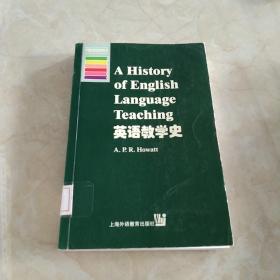 A History
of English
Language
Teaching
英语教学史
A. P. R. Howatt
上海外语教育出版社